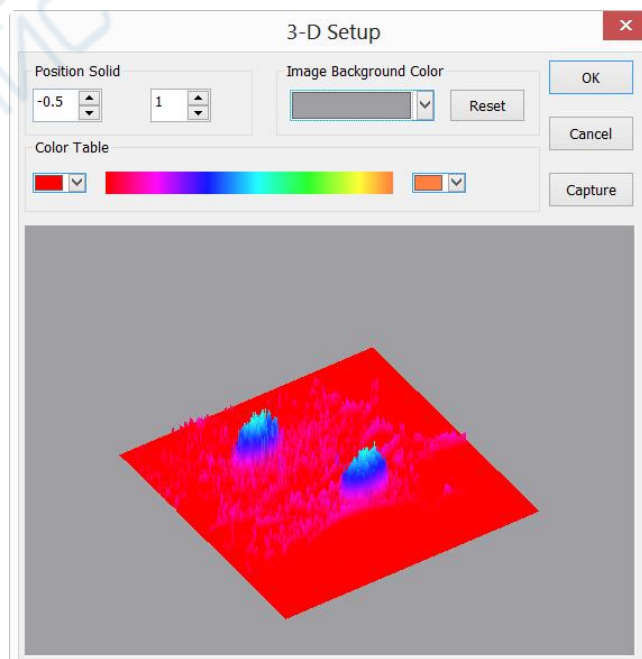 3-D Setup
Position Solid
-0.5
1
Image Background Color
Reset
OK
Cancel
Color Table
Capture